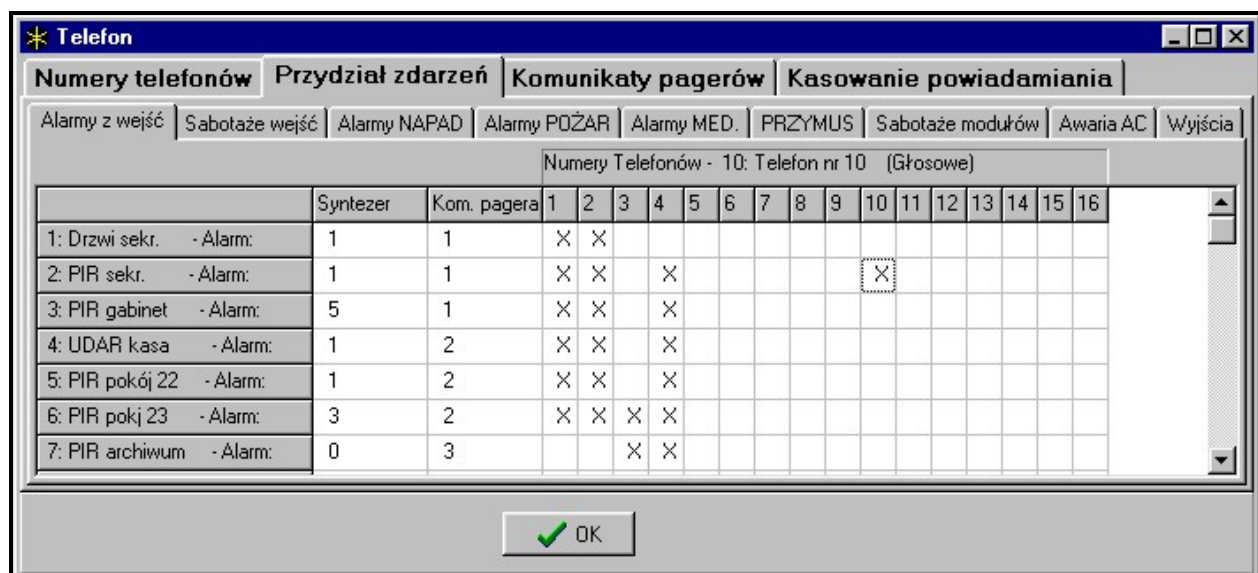 Telefon
Numery telefonów Przydział zdarzeń Komunikaty pagerów Kasowanie powiadamiania
Alarmy z wejść Sabotaże wejść Alarmy NAPAD Alarmy POŻAR Alarmy MED. PRZYMUS Sabotaże modułów Awaria AC Wyjścia
Numery Telefonów - 10: Telefon nr 10 (Głosowe)
Syntezer Kom. pagera 1 2 3 4 5 6 7 8 9 10 11 12 13 14 15 16
1: Drzwi sekr. - Alarm: 1 1 X X
2: PIR sekr. - Alarm: 1 1 X X X X
3: PIR gabinet - Alarm: 5 1 X X X
4: UDAR kasa - Alarm: 1 2 X X X
5: PIR pokój 22 - Alarm: 1 2 X X X
6: PIR pokj 23 - Alarm: 3 2 X X X X
7: PIR archiwum - Alarm: 0 3 X X
OK